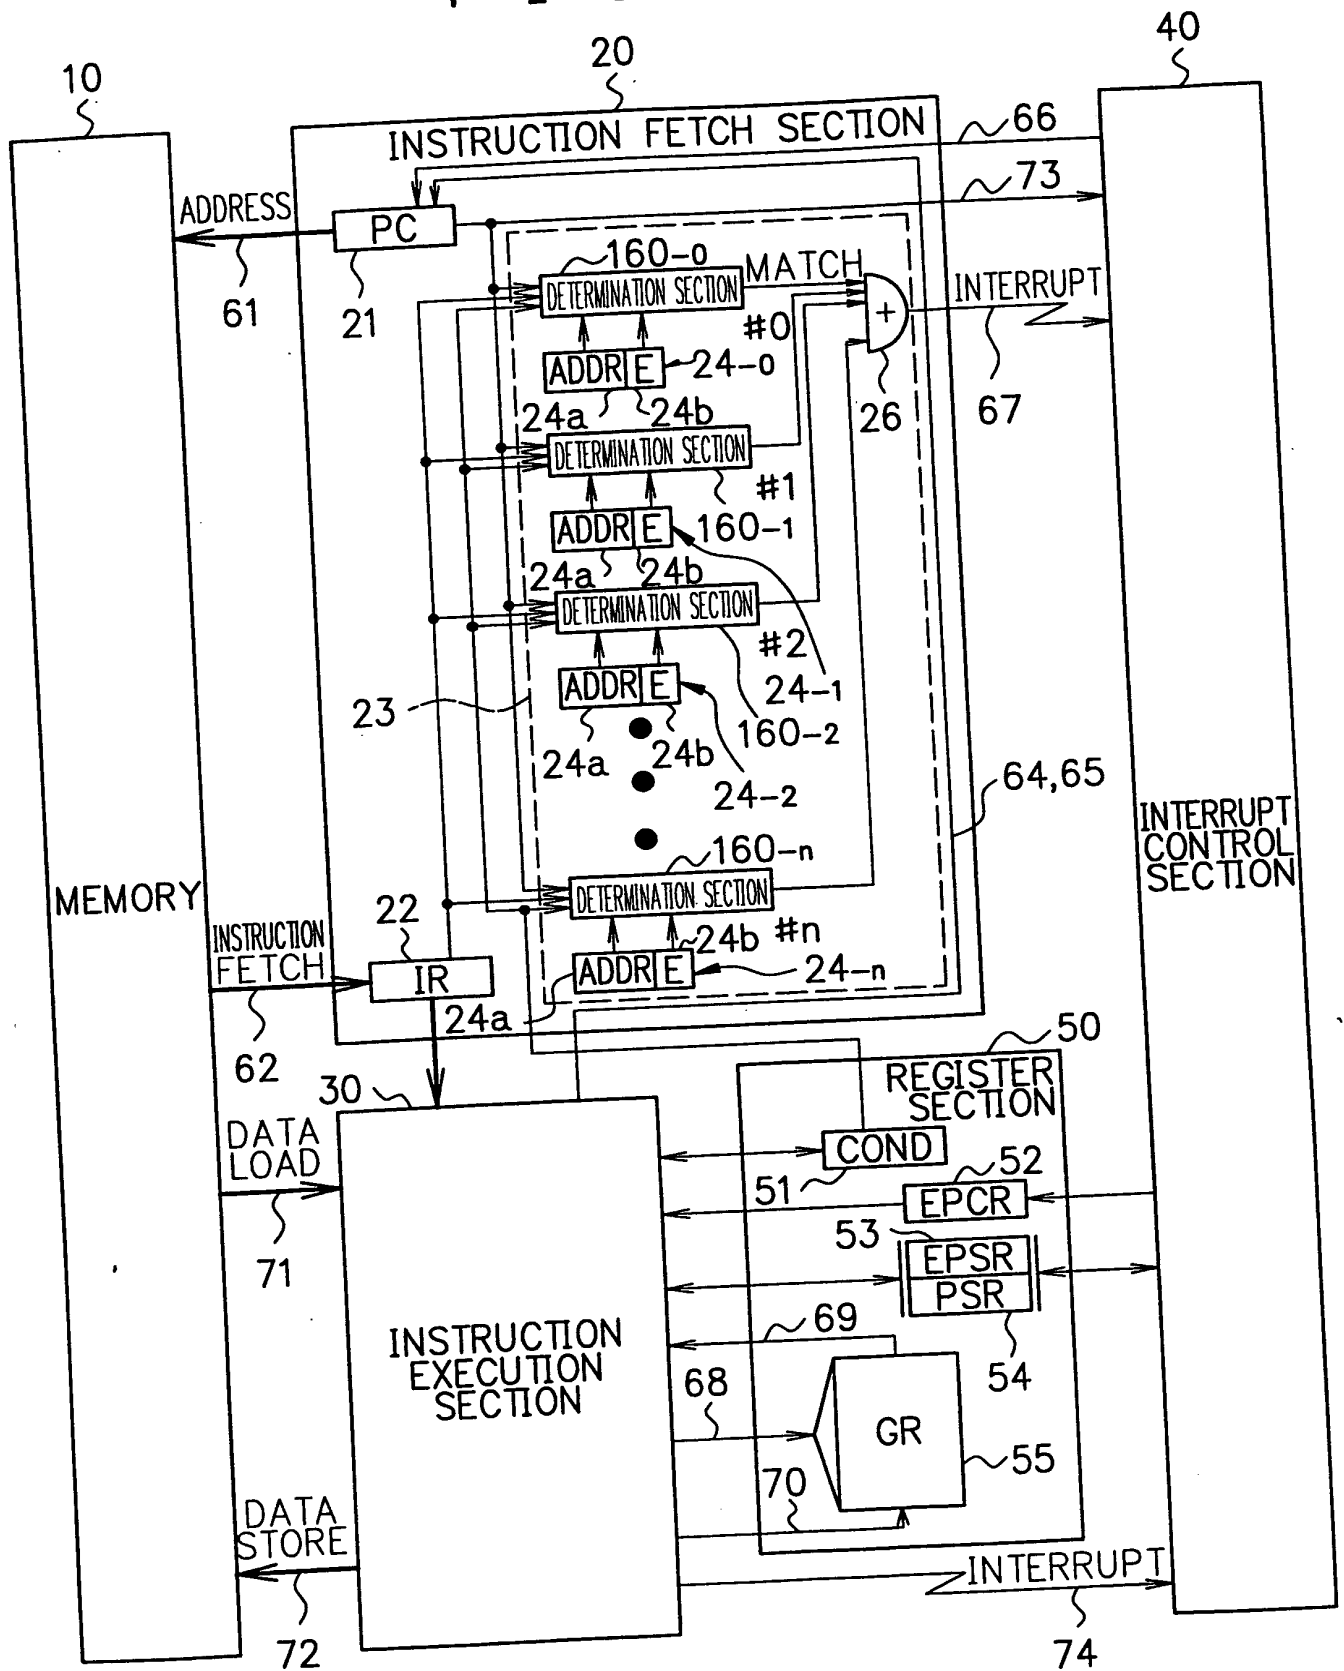 40
20
10
INSTRUCTION FETCH SECTION
66
73
ADDRESS
PC
61
21
160-0
MATCH
DETERMINATION SECTION
+
INTERRUPT
#0
ADDR E
24-0
26
67
24a
24b
DETERMINATION SECTION
#1
160-1
ADDR E
24a
24b
DETERMINATION SECTION
#2
24-1
ADDR E
23
160-2
24a
24b
24-2
64,65
INTERRUPT
CONTROL
SECTION
160-n
MEMORY
DETERMINATION SECTION
22
24b
#n
INSTRUCTION
FETCH
IR
ADDR E
24-n
24a
62
50
REGISTER
SECTION
30
DATA
LOAD
COND
51
52
EPCR
71
53
EPSR
PSR
54
69
INSTRUCTION
EXECUTION
SECTION
68
GR
55
70
DATA
STORE
INTERRUPT
72
74